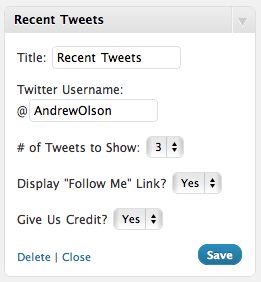 Recent Tweets
Title: Recent Tweets
Twitter Username:
@ AndrewOlson
# of Tweets to Show: 3
Display "Follow Me" Link? Yes
Give Us Credit? Yes
Delete | Close Save